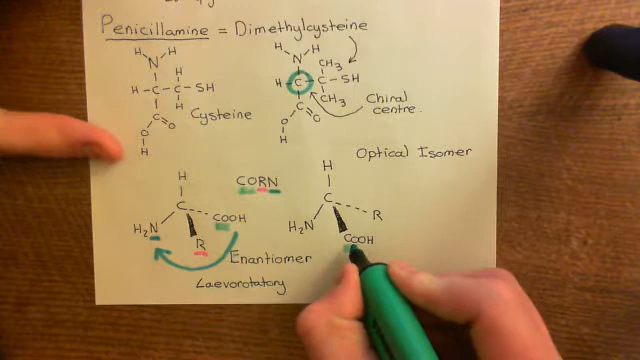 Penicillamine = Dimethylcysteine
H H
N
H-C-C-SH
H
H
C
O
O
H
Cysteine
H H
N
CH3
H-C-C-SH
CH3
C
O
O
H
Chiral
centre.
Optical Isomer
CORN
H
C
COOH
H2N
R
H
C
R
H2N
COOH
Enantiomer
Laevorotatory